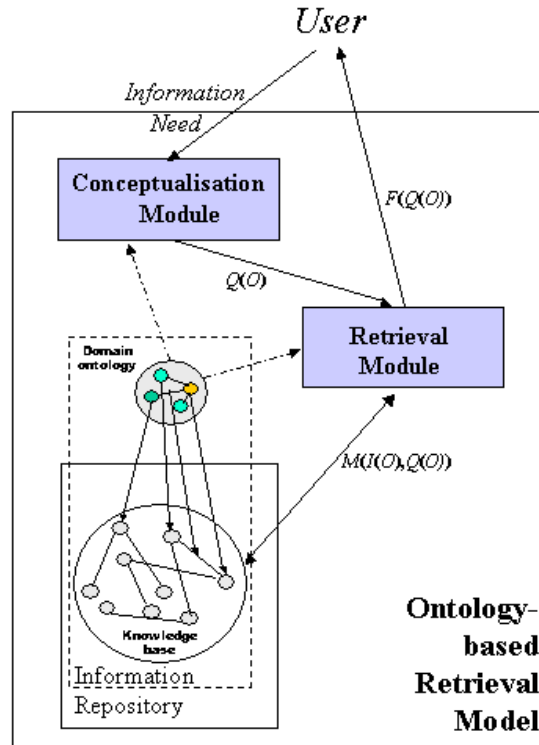 User
Information
Need
Conceptualisation
Module
F(Q(O))
Q(O)
Retrieval
Module
Domain
ontology
M(I(O),Q(O))
Knowledge
base
Information
Repository
Ontology-
based
Retrieval
Model